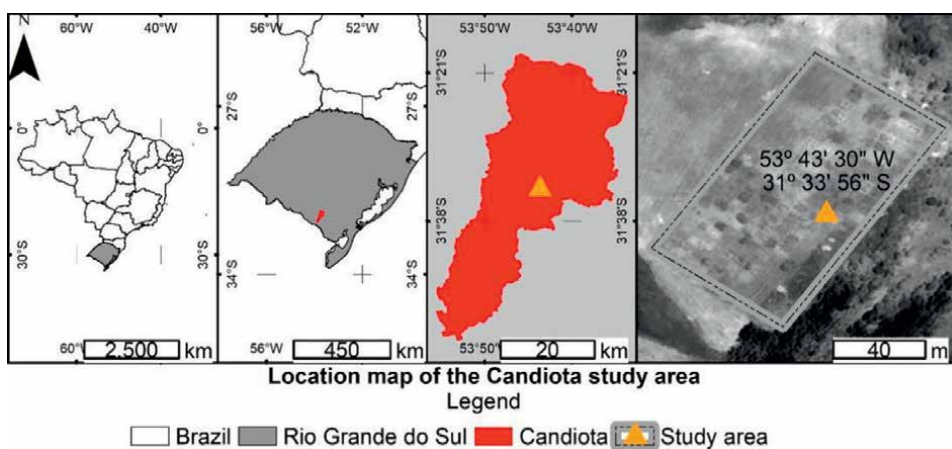 N
60°W 40°W
56°W 52°W
53°50'W 53°40'W
0° 0°
30°S 30°S
60°
2.500 km
27°S 27°S
34°S 34°S
56°W
450 km
31°21'S 31°21'S
31°38'S 31°38'S
53°50'W
20 km
53º 43' 30" W
31º 33' 56" S
40 m
Location map of the Candiota study area
Legend
Brazil Rio Grande do Sul Candiota Study area